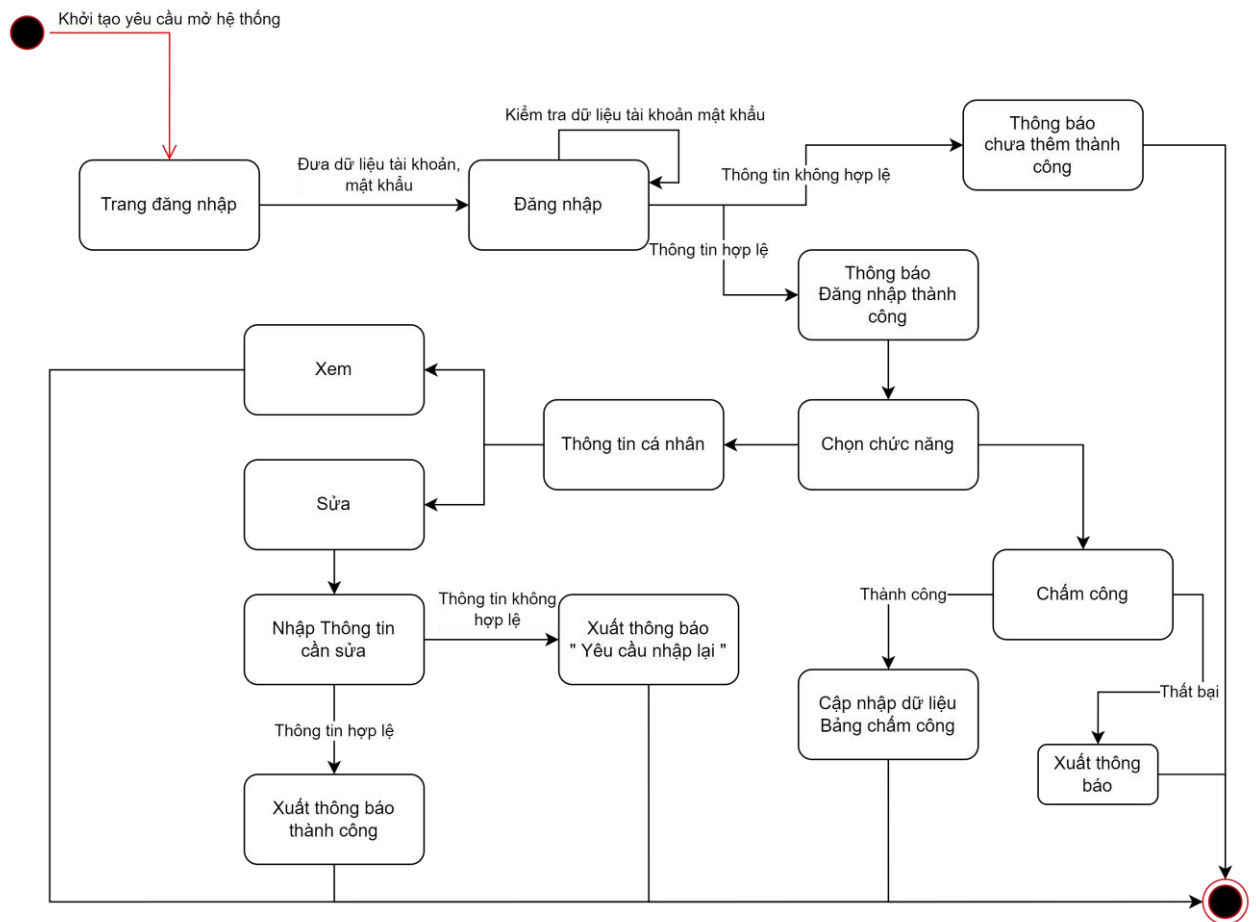 Khởi tạo yêu cầu mở hệ thống
Kiểm tra dữ liệu tài khoản mật khẩu
Thông báo
chưa thêm thành
công
Đưa dữ liệu tài khoản,
mật khẩu
Thông tin không hợp lệ
Trang đăng nhập
Đăng nhập
Thông tin hợp lệ
Thông báo
Đăng nhập thành
công
Xem
Thông tin cá nhân
Chọn chức năng
Sửa
Thông tin không
hợp lệ
Thành công
Chấm công
Nhập Thông tin
cần sửa
Xuất thông báo
" Yêu cầu nhập lại "
Thất bại
Cập nhập dữ liệu
Bảng chấm công
Thông tin hợp lệ
Xuất thông
báo
Xuất thông báo
thành công